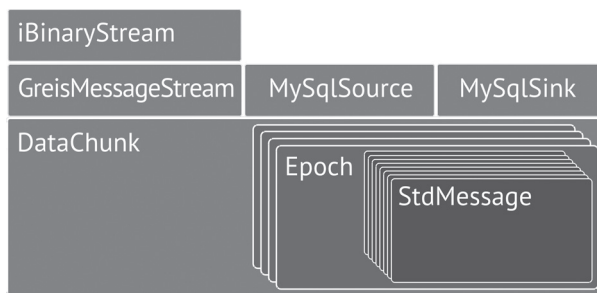 iBinaryStream
GreisMessageStream
MySqlSource
MySqlSink
DataChunk
Epoch
StdMessage